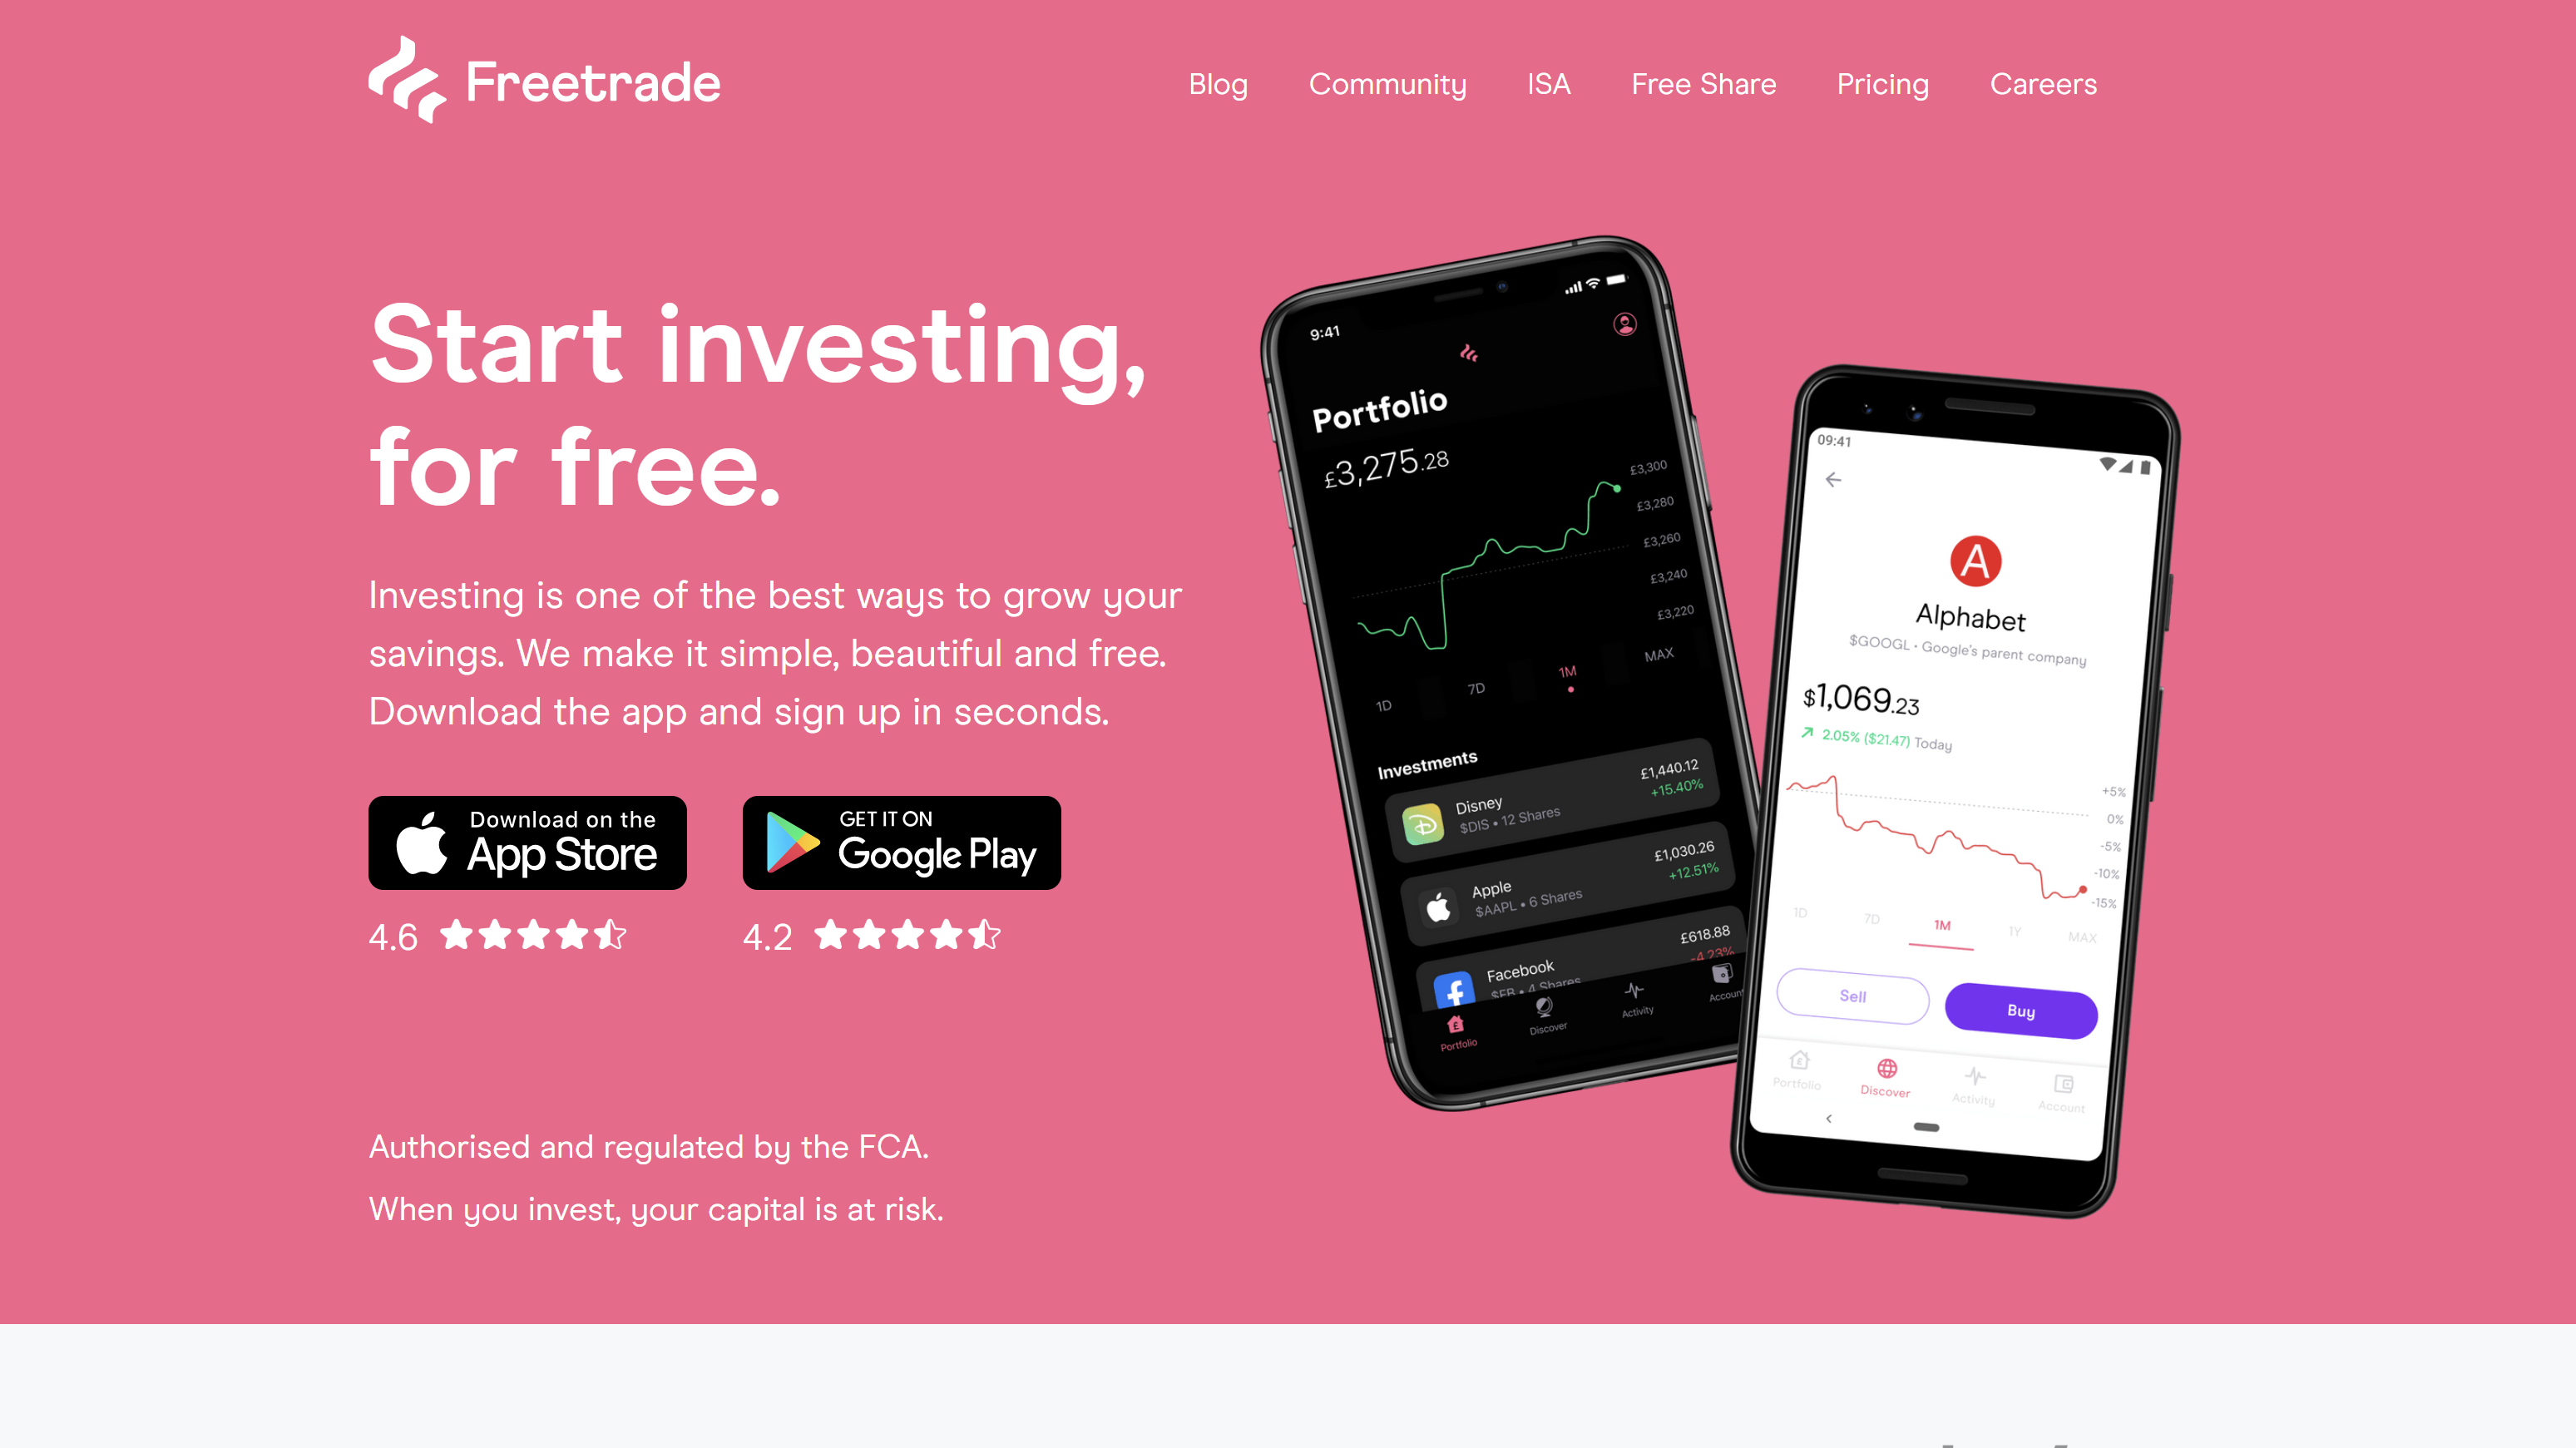 Freetrade
Blog Community ISA Free Share Pricing Careers
Start investing,
for free.
Investing is one of the best ways to grow your
savings. We make it simple, beautiful and free.
Download the app and sign up in seconds.
Download on the
App Store
GET IT ON
Google Play
4.6
4.2
Authorised and regulated by the FCA.
When you invest, your capital is at risk.
9:41
Portfolio
£3,275.28
£3,300
£3,280
£3,260
£3,240
£3,220
1D 7D 1M MAX
Investments
Disney
£1,440.12
$DIS • 12 Shares
+15.40%
Apple
£1,030.26
$AAPL • 6 Shares
+12.51%
Facebook
£618.88
$FB • 4 Shares
-4.23%
Portfolio Discover Activity Account
09:41
A
Alphabet
$GOOGL • Google's parent company
$1,069.23
2.05% ($21.47) Today
+5%
0%
-5%
-10%
-15%
1D 7D 1M 1Y MAX
Sell Buy
Portfolio Discover Activity Account